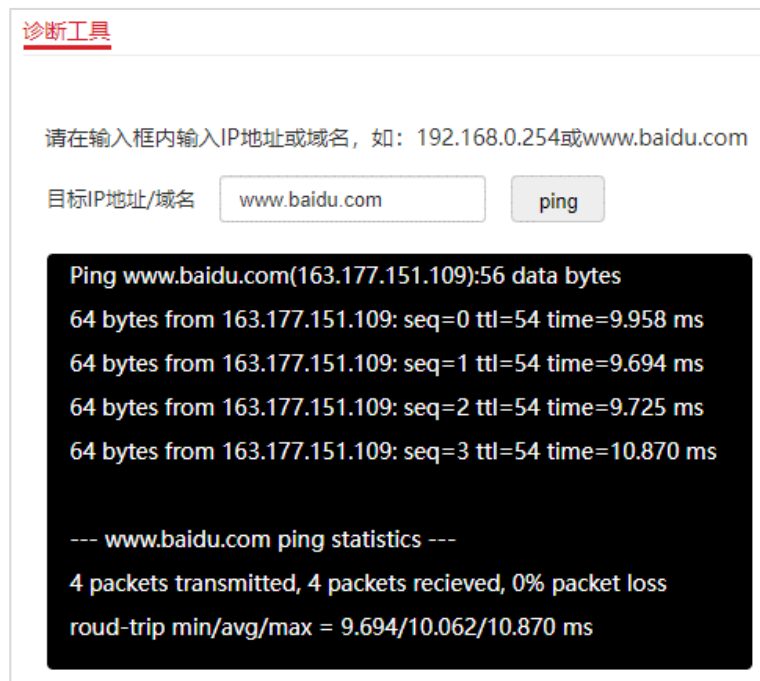 诊断工具
请在输入框内输入IP地址或域名，如：192.168.0.254或www.baidu.com
目标IP地址/域名 www.baidu.com ping
Ping www.baidu.com(163.177.151.109):56 data bytes
64 bytes from 163.177.151.109: seq=0 ttl=54 time=9.958 ms
64 bytes from 163.177.151.109: seq=1 ttl=54 time=9.694 ms
64 bytes from 163.177.151.109: seq=2 ttl=54 time=9.725 ms
64 bytes from 163.177.151.109: seq=3 ttl=54 time=10.870 ms
--- www.baidu.com ping statistics ---
4 packets transmitted, 4 packets recieved, 0% packet loss
roud-trip min/avg/max = 9.694/10.062/10.870 ms